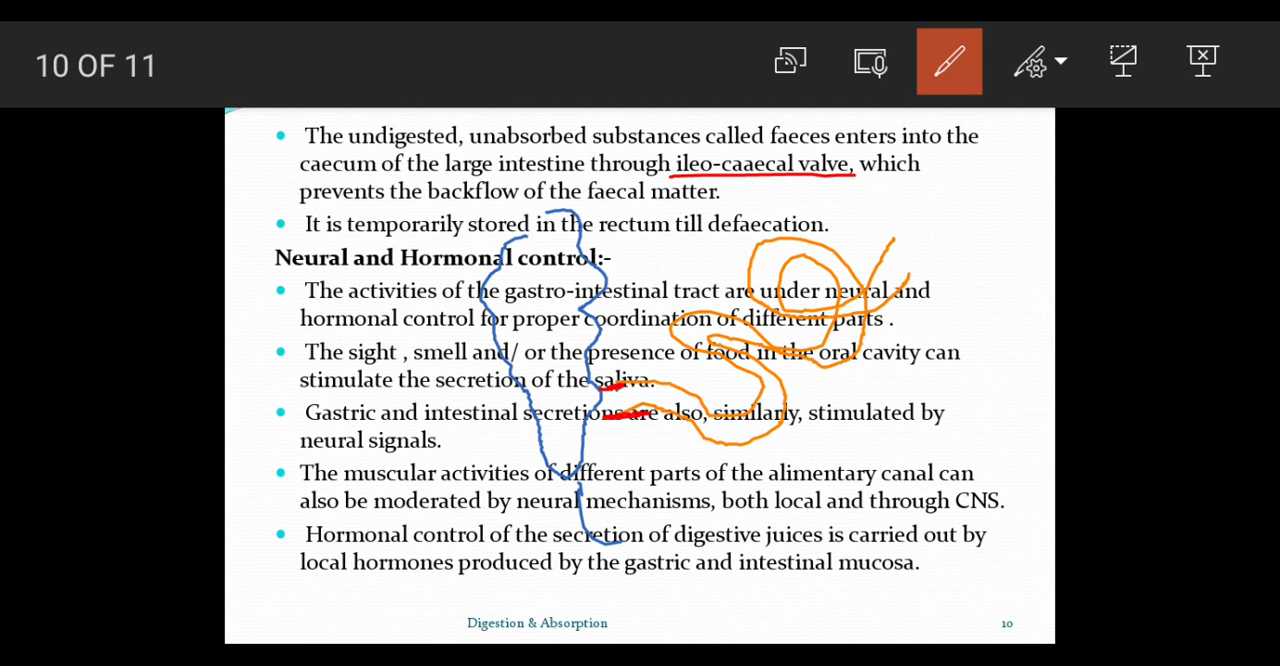 10 OF 11
The undigested, unabsorbed substances called faeces enters into the
caecum of the large intestine through ileo-caaecal valve, which
prevents the backflow of the faecal matter.
It is temporarily stored in the rectum till defaecation.
Neural and Hormonal control:-
The activities of the gastro-intestinal tract are under neural and
hormonal control for proper coordination of different parts .
The sight , smell and/ or the presence of food in the oral cavity can
stimulate the secretion of the saliva.
Gastric and intestinal secretions are also, similarly, stimulated by
neural signals.
The muscular activities of different parts of the alimentary canal can
also be moderated by neural mechanisms, both local and through CNS.
Hormonal control of the secretion of digestive juices is carried out by
local hormones produced by the gastric and intestinal mucosa.
Digestion & Absorption
10